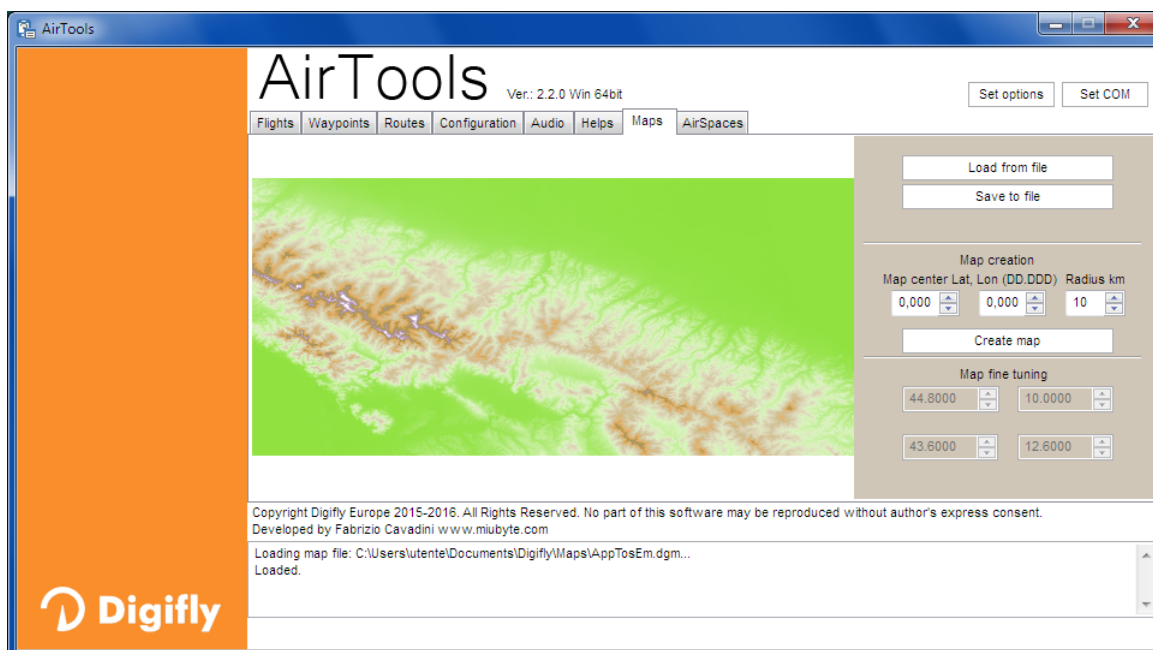 AirTools
AirTools Ver.: 2.2.0 Win 64bit
Set options Set COM
Flights Waypoints Routes Configuration Audio Helps Maps AirSpaces
Load from file
Save to file
Map creation
Map center Lat, Lon (DD.DDD) Radius km
0,000 0,000 10
Create map
Map fine tuning
44.8000 10.0000
43.6000 12.6000
Copyright Digifly Europe 2015-2016. All Rights Reserved. No part of this software may be reproduced without author's express consent.
Developed by Fabrizio Cavadini www.miubyte.com
Loading map file: C:\Users\utente\Documents\Digifly\Maps\AppTosEm.dgm...
Loaded.
Digifly